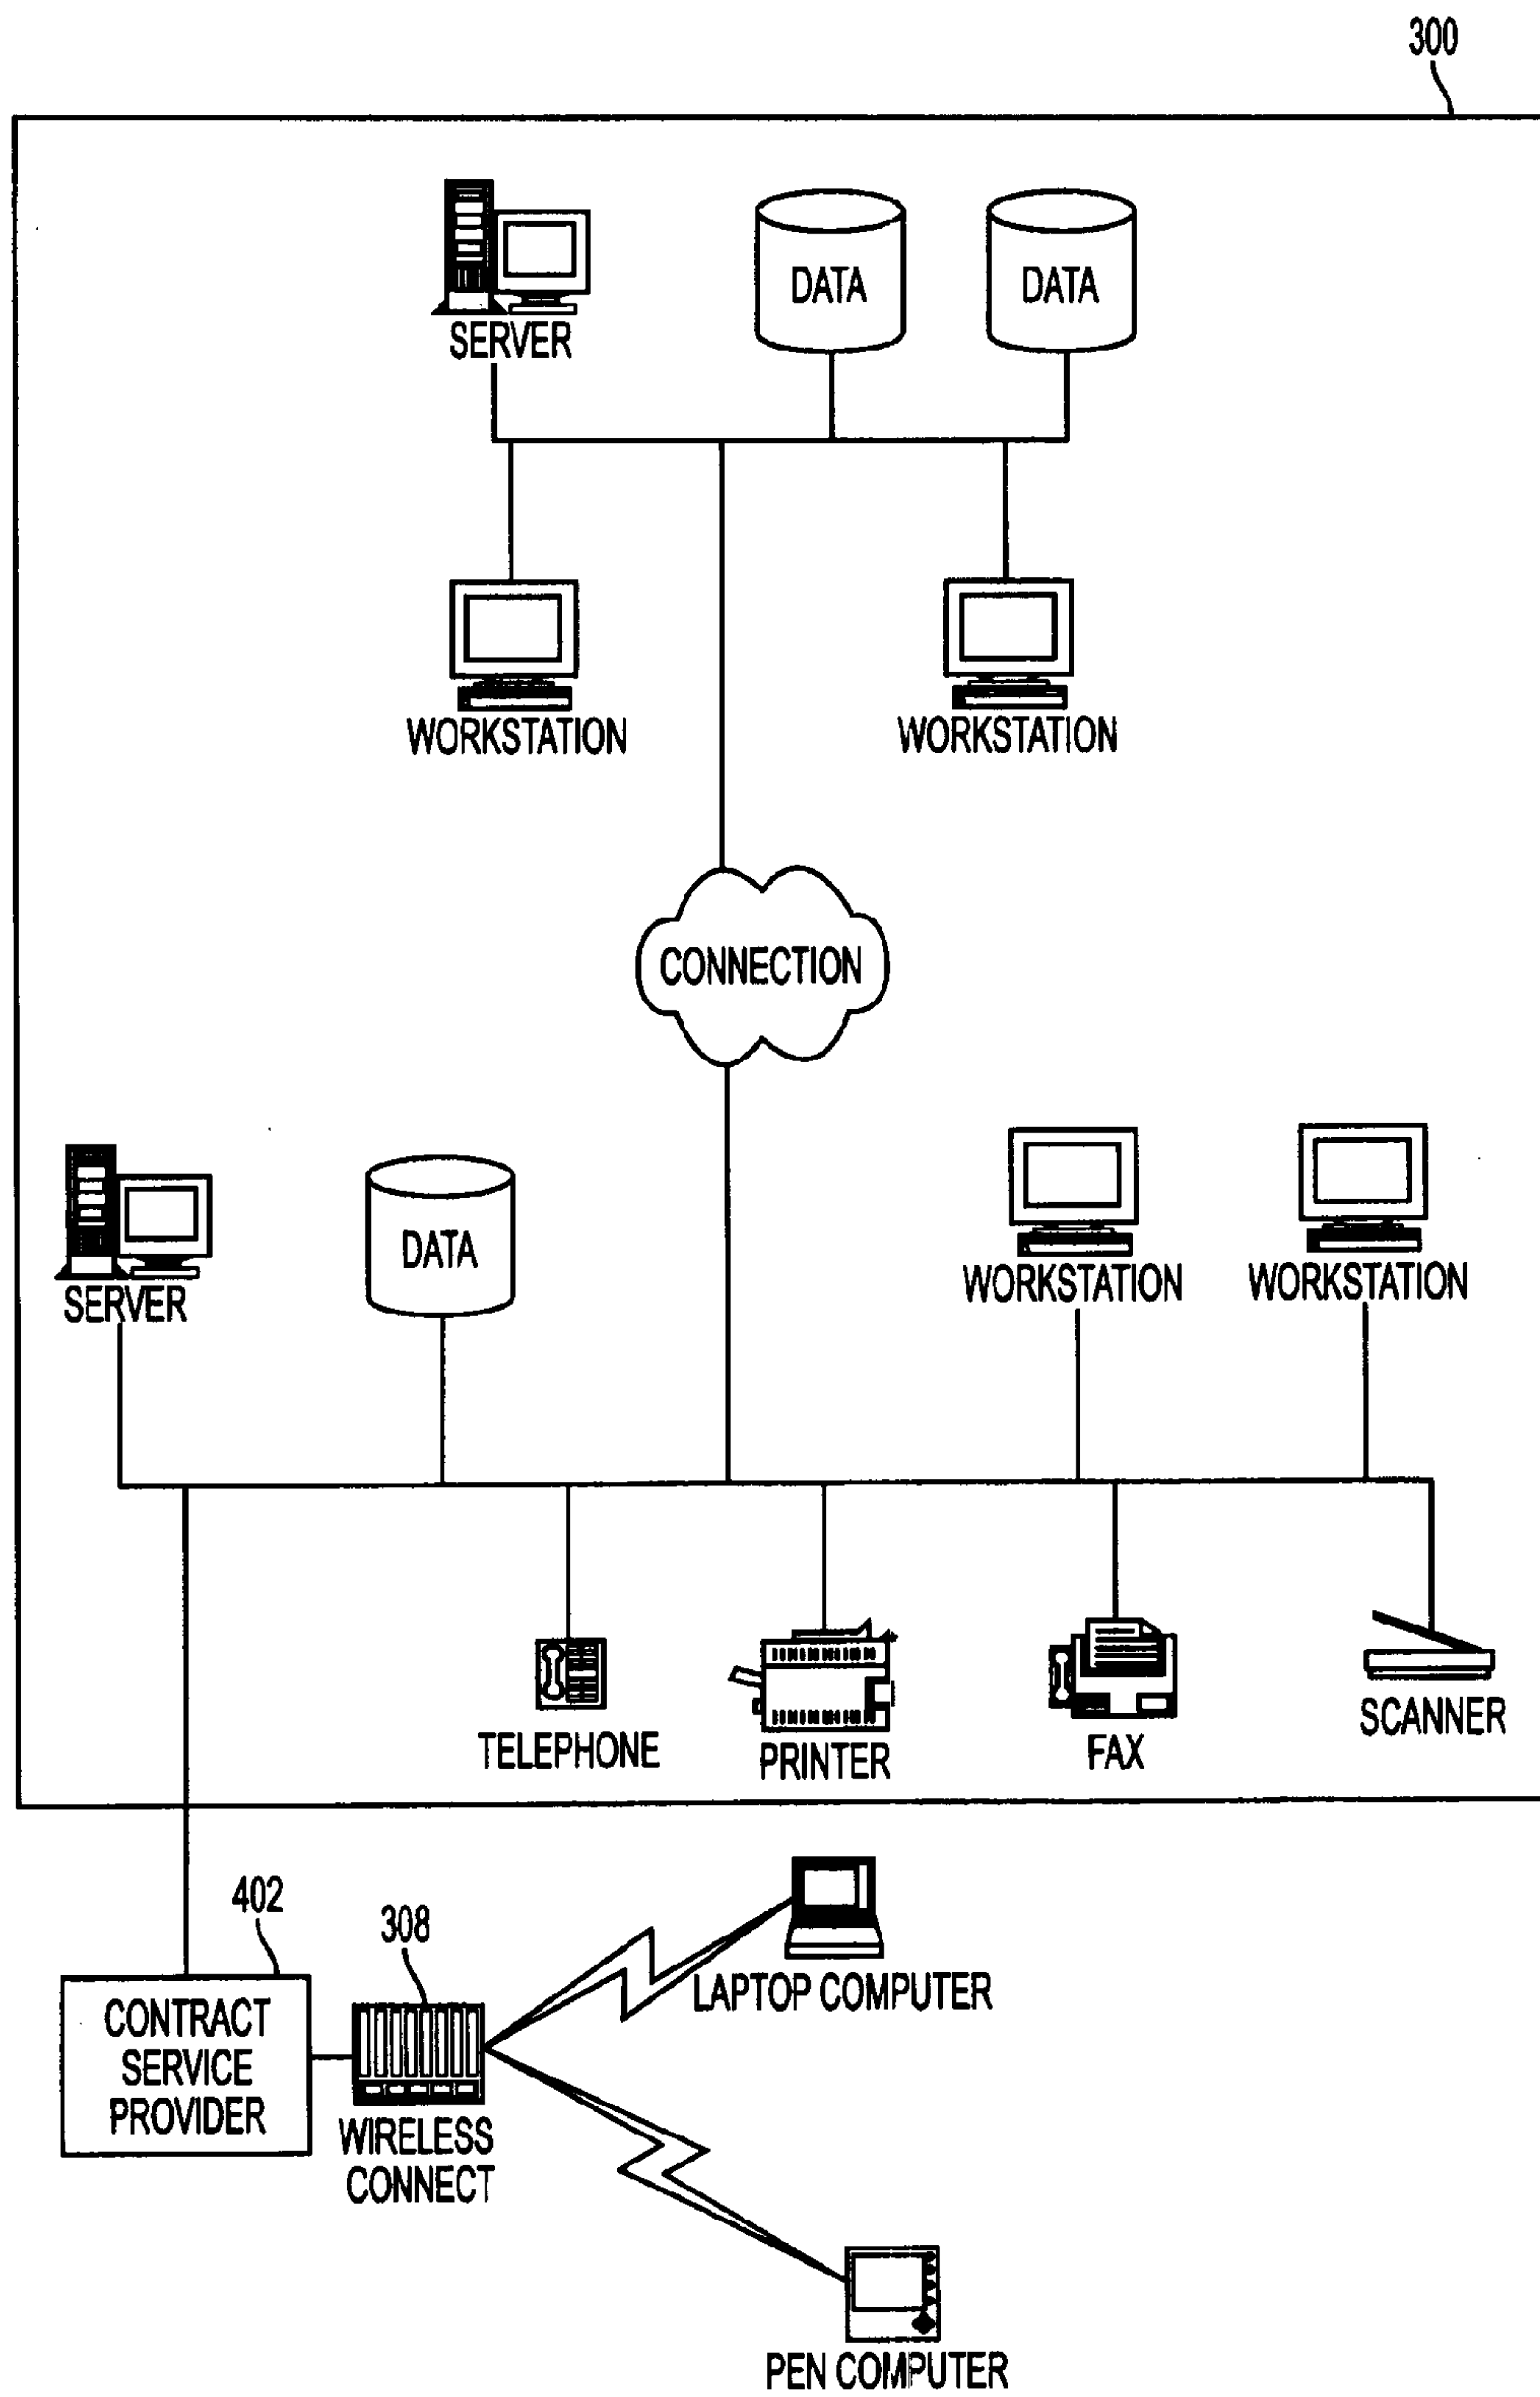 300
DATA
DATA
SERVER
WORKSTATION
WORKSTATION
CONNECTION
DATA
SERVER
WORKSTATION
WORKSTATION
TELEPHONE
PRINTER
FAX
SCANNER
402
308
CONTRACT
SERVICE
PROVIDER
LAPTOP COMPUTER
WIRELESS
CONNECT
PEN COMPUTER